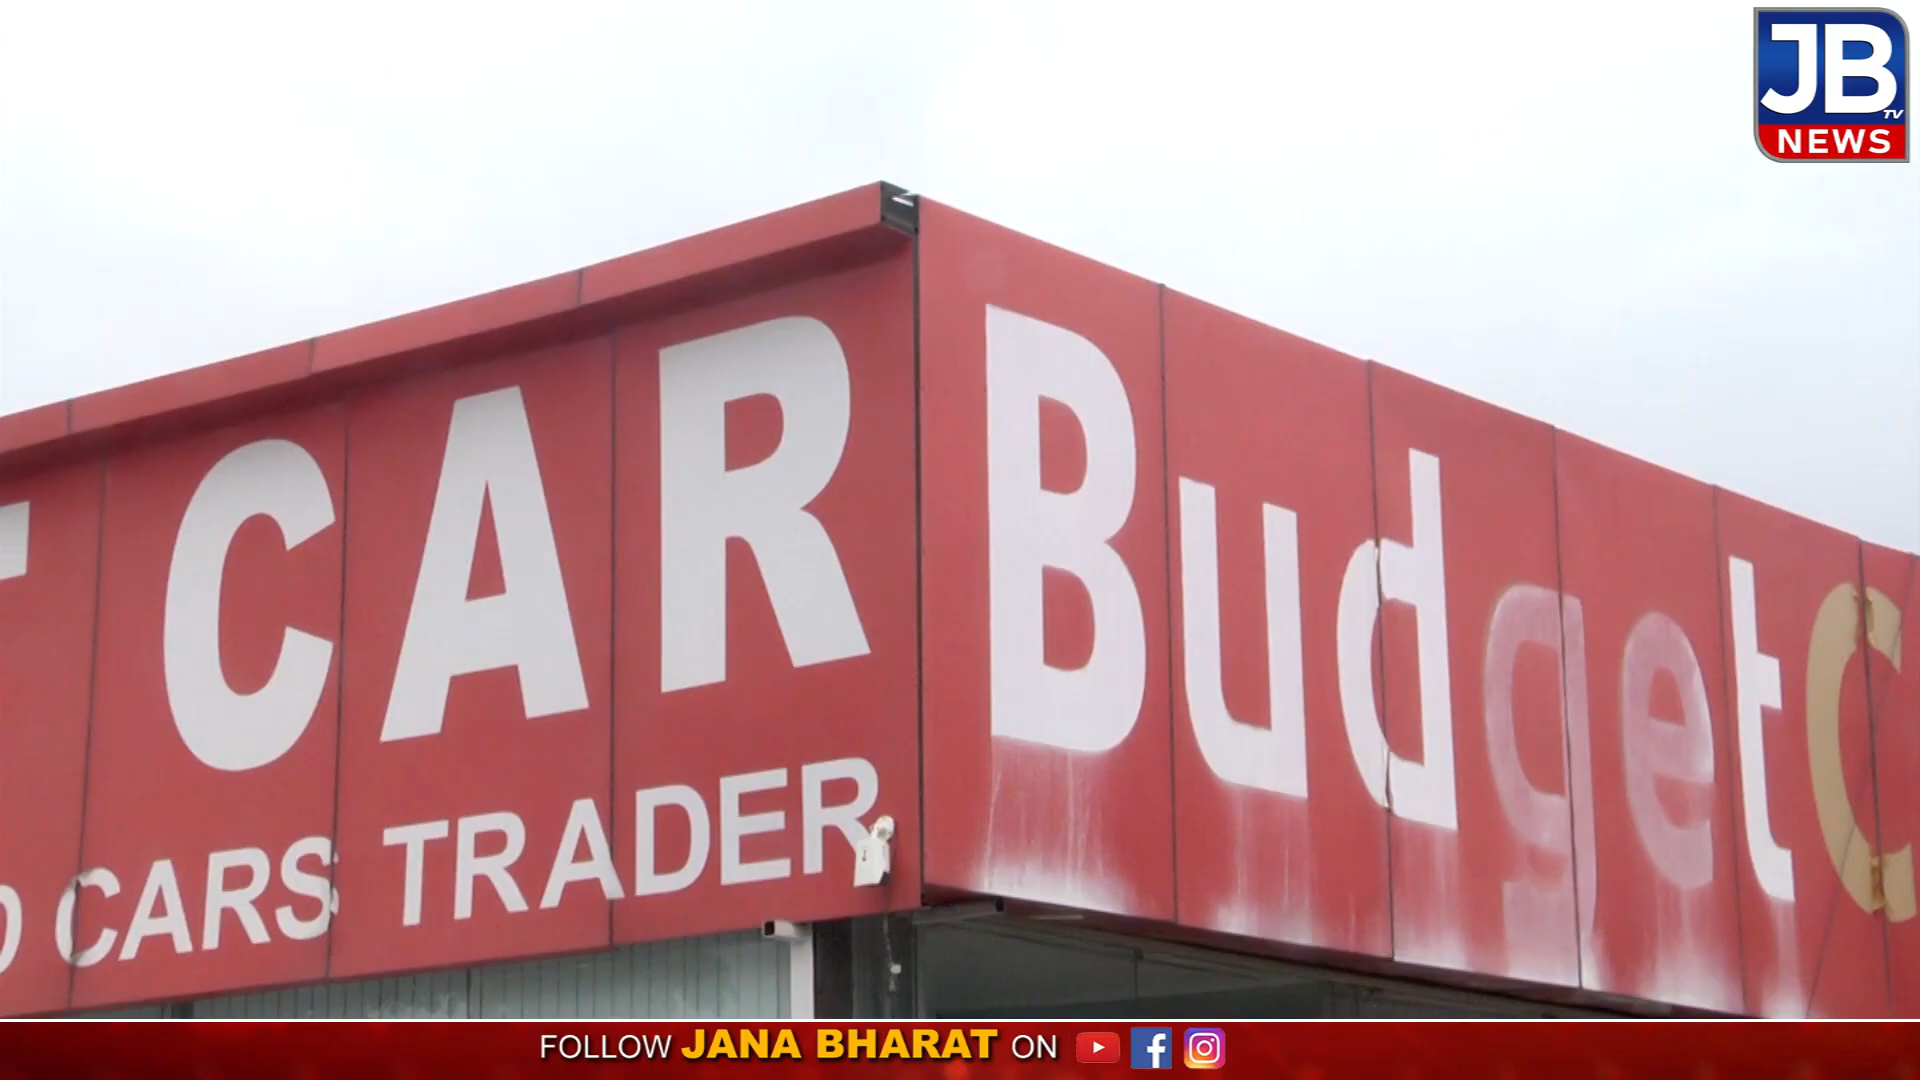 JB
TV
NEWS
CAR
CARS TRADER
Budget C
FOLLOW JANA BHARAT ON